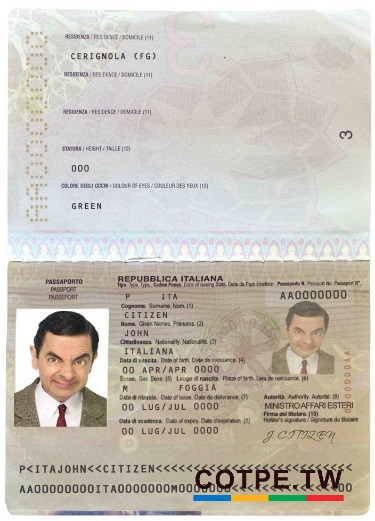 RESIDENZA / RESIDENCE / DOMICILE (11)
CERIGNOLA (FG)
RESIDENZA / RESIDENCE / DOMICILE (11)
RESIDENZA / RESIDENCE / DOMICILE (11)
3
STATURA / HEIGHT / TAILLE (12)
000
COLORE DEGLI OCCHI / COLOUR OF EYES / COULEUR DES YEUX (13)
GREEN
PASSAPORTO
PASSPORT
PASSEPORT
REPUBBLICA ITALIANA
Tipo. Type. Type. Codice Paese. Code of issuing State. Code du Pays émetteur. Passaporto N. Passport No. Passeport N°.
P ITA AA0000000
Cognome. Surname. Nom. (1)
CITIZEN
Nome. Given Names. Prénoms. (2)
JOHN
Cittadinanza. Nationality. Nationalité. (3)
ITALIANA
Data di nascita. Date of birth. Date de naissance. (4)
00 APR/APR 0000
Sesso. Sex. Sexe (5) Luogo di nascita. Place of birth. Lieu de naissance. (6)
M FOGGIA
Data di rilascio. Date of issue. Date de délivrance. (7)
00 LUG/JUL 0000
Data di scadenza. Date of expiry. Date d'expiration. (8)
00 LUG/JUL 0000
Autorità. Authority. Autorité. (9)
MINISTRO AFFARI ESTERI
Firma del titolare. (10)
Holder's signature / Signature du titulaire
J CITIZEN
P<ITAJOHN<<CITIZEN<<<<<<<<<<<<<<<<<<<<<<<<<<
COTPE.TW